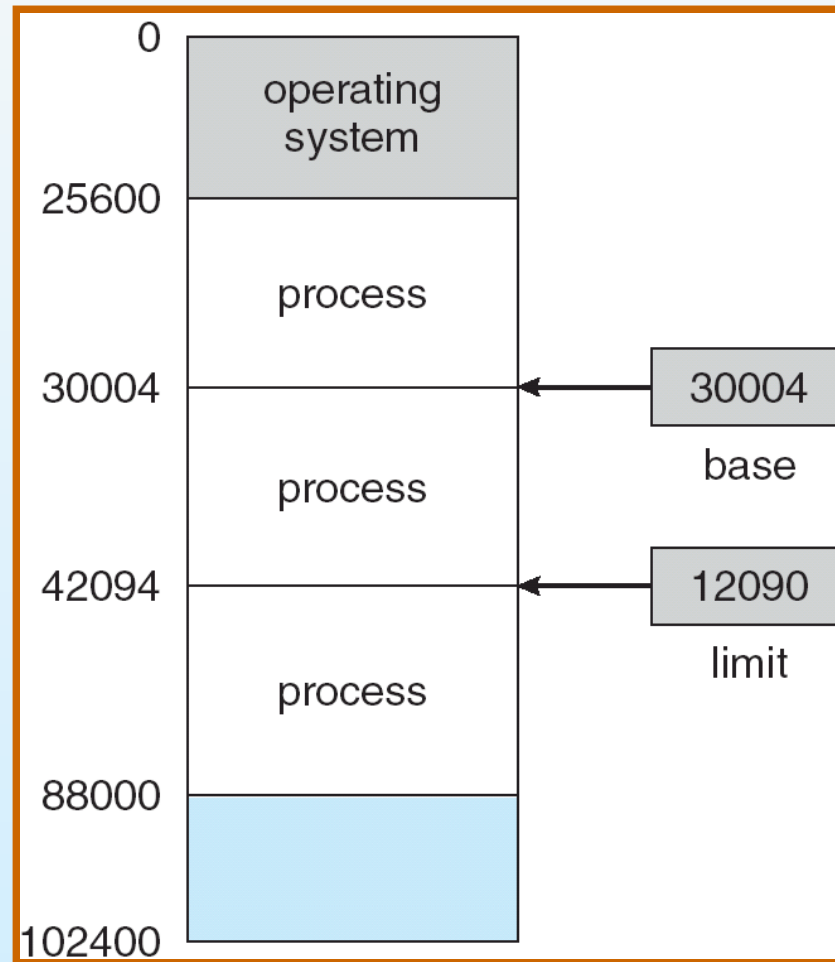 0
operating
system
25600
process
30004
30004
base
process
42094
12090
limit
process
88000
102400